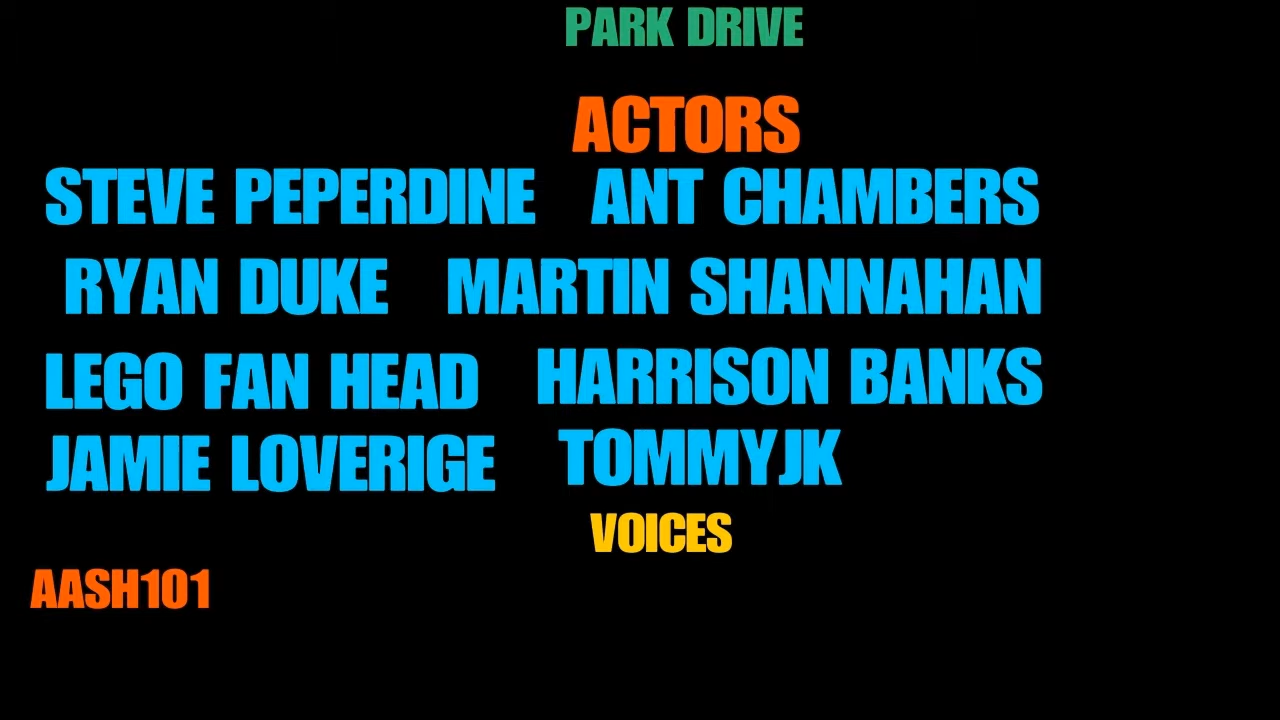 PARK DRIVE
ACTORS
STEVE PEPERDINE ANT CHAMBERS
RYAN DUKE MARTIN SHANNAHAN
LEGO FAN HEAD HARRISON BANKS
JAMIE LOVERIGE TOMMYJK
VOICES
AASH101